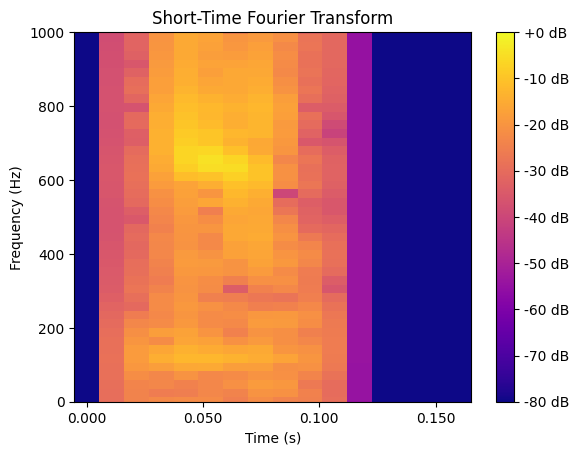 Short-Time Fourier Transform
1000
800
600
400
200
0
Frequency (Hz)
0.000
0.050
0.100
0.150
Time (s)
+0 dB
-10 dB
-20 dB
-30 dB
-40 dB
-50 dB
-60 dB
-70 dB
-80 dB